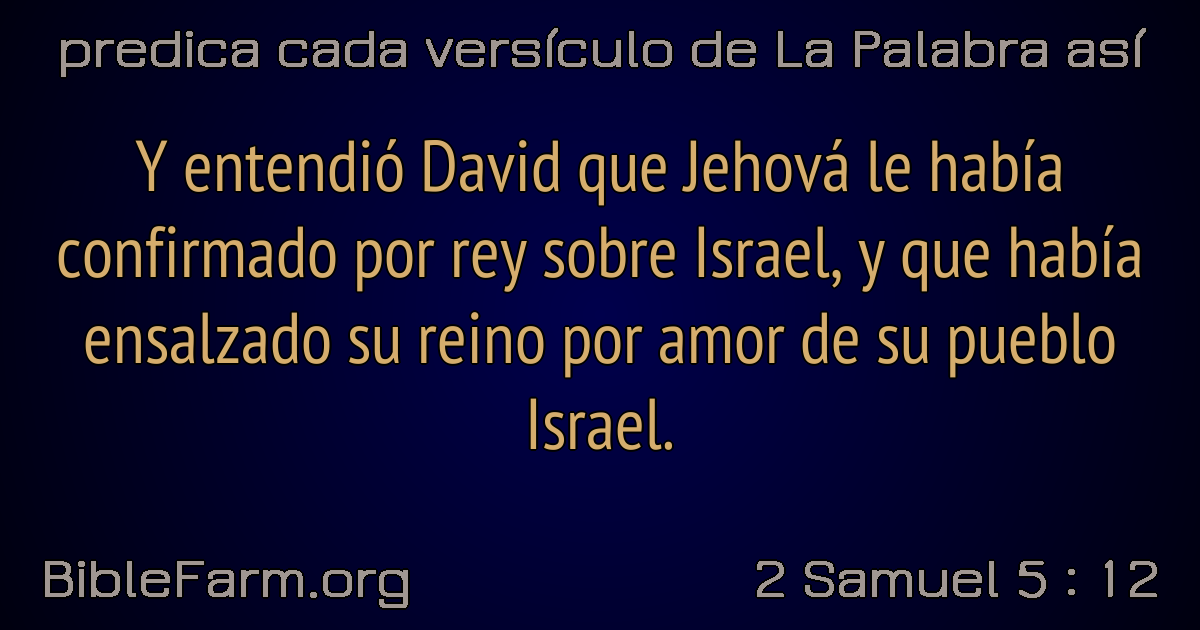 predica cada versículo de La Palabra así
Y entendió David que Jehová le había
confirmado por rey sobre Israel, y que había
ensalzado su reino por amor de su pueblo
Israel.
BibleFarm.org
2 Samuel 5 : 12